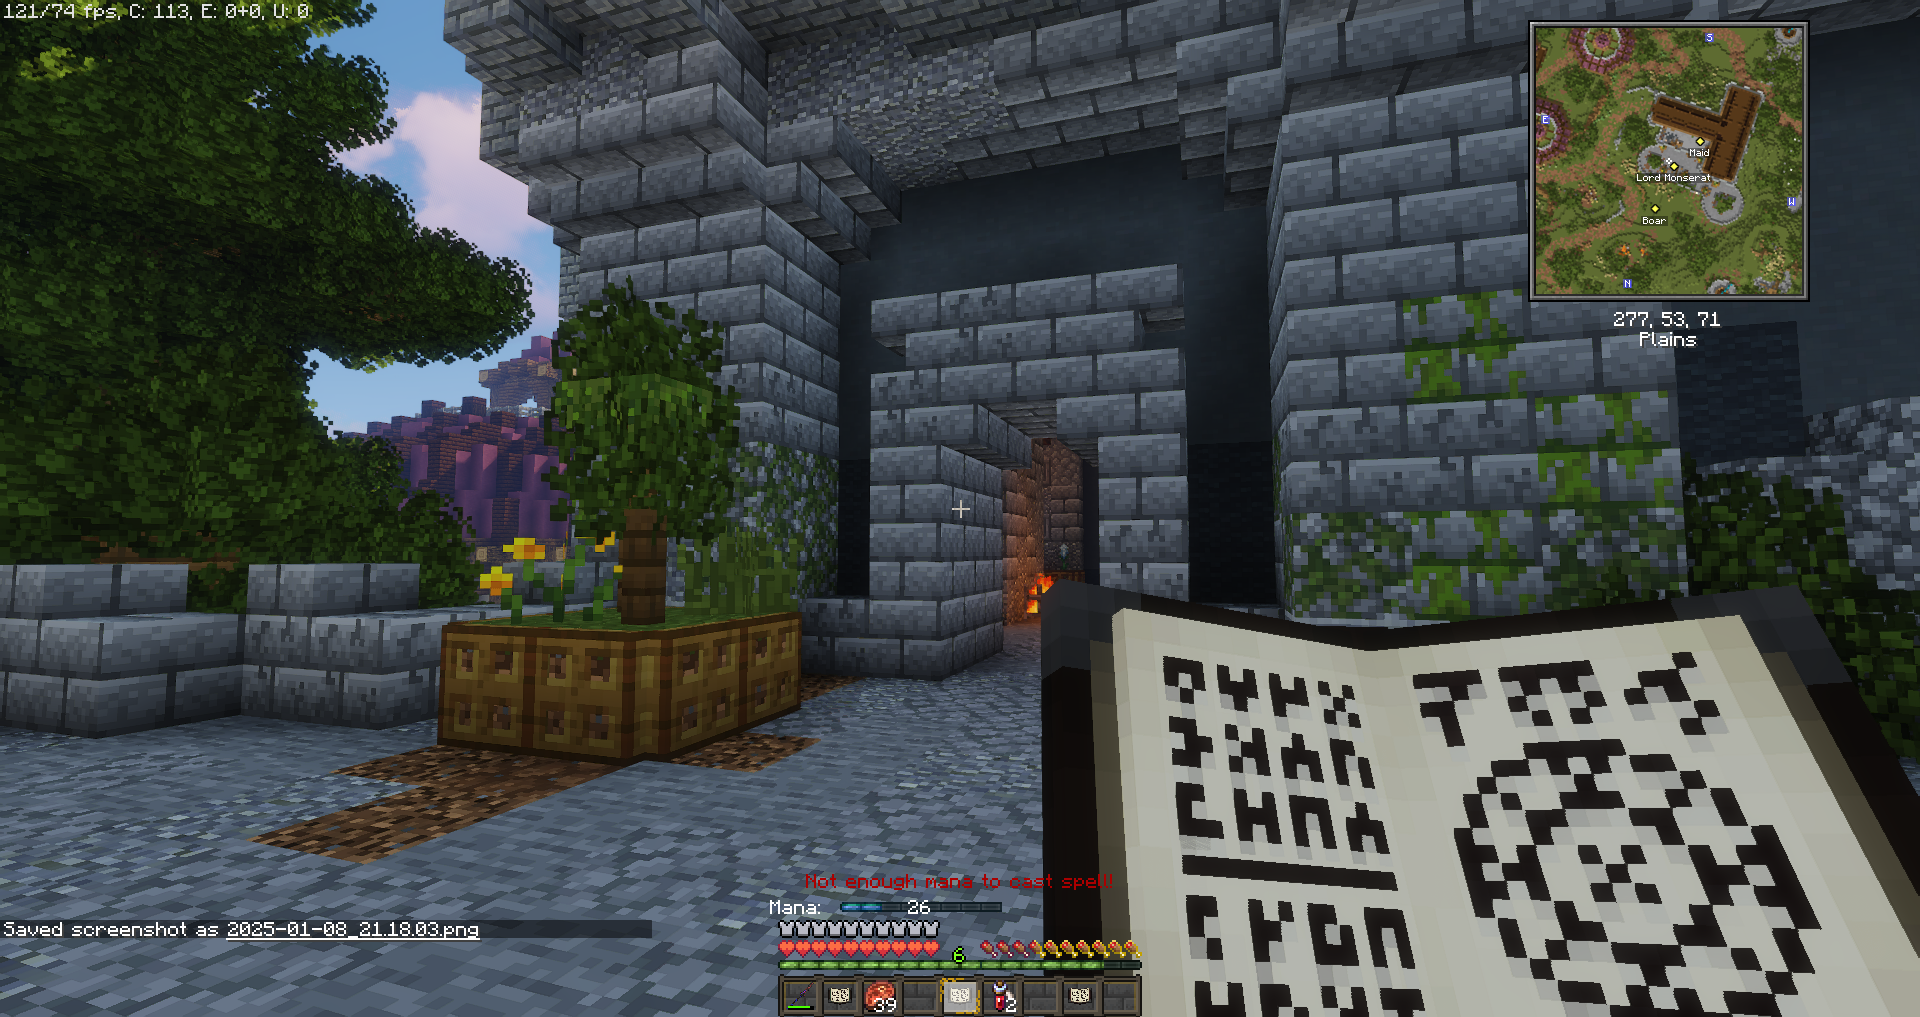 121/74 fps, C: 113, E: 0+0, U: 0
S
E
Maid
Lord Monserat
W
Boar
N
277, 53, 71
Plains
Not enough mana to cast spell!
Mana: 26
Saved screenshot as 2025-01-08_21.18.03.png
6
39
2